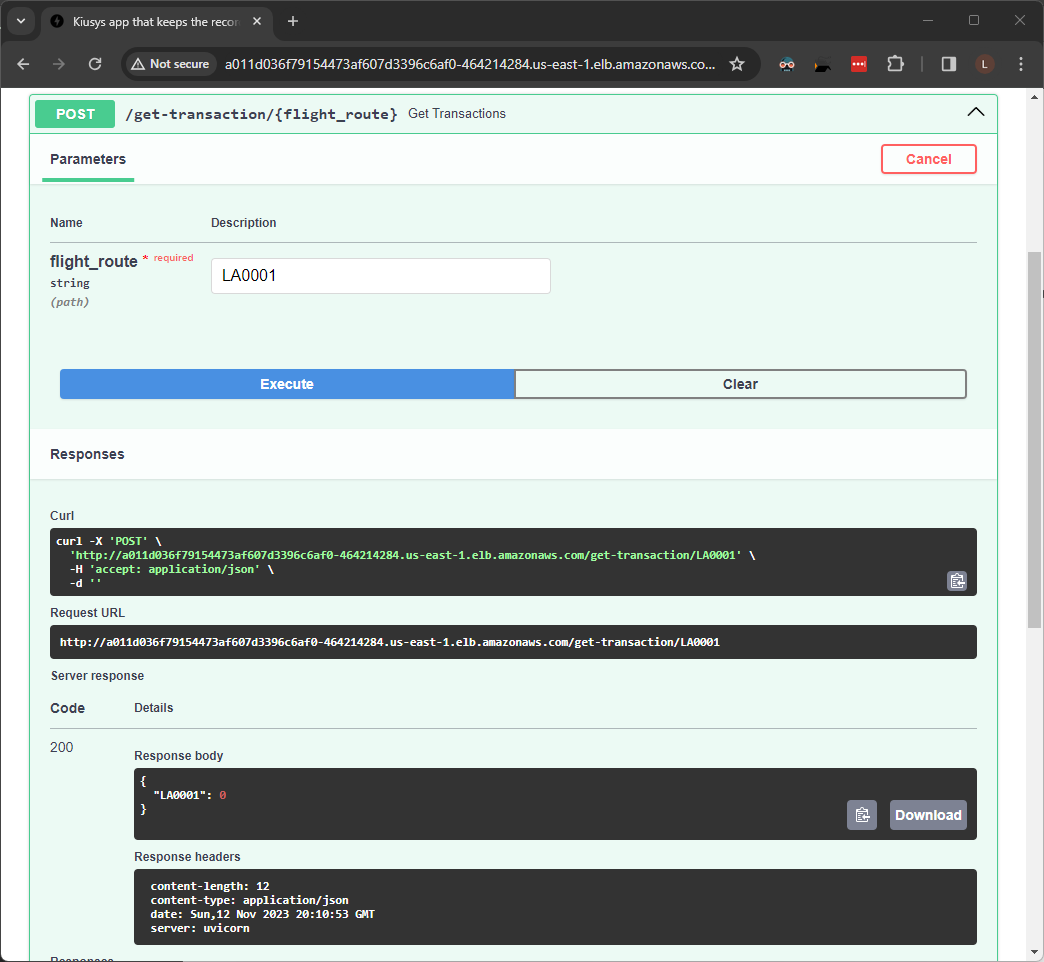 Kiusys app that keeps the recor
Not secure
a011d036f79154473af607d3396c6af0-464214284.us-east-1.elb.amazonaws.co...
L
POST /get-transaction/{flight_route} Get Transactions
Parameters
Cancel
Name Description
flight_route * required
string
(path)
LA0001
Execute
Clear
Responses
Curl
curl -X 'POST' \
'http://a011d036f79154473af607d3396c6af0-464214284.us-east-1.elb.amazonaws.com/get-transaction/LA0001' \
-H 'accept: application/json' \
-d ''
Request URL
http://a011d036f79154473af607d3396c6af0-464214284.us-east-1.elb.amazonaws.com/get-transaction/LA0001
Server response
Code Details
200
Response body
{
"LA0001": 0
}
Download
Response headers
content-length: 12
content-type: application/json
date: Sun,12 Nov 2023 20:10:53 GMT
server: uvicorn
Responses